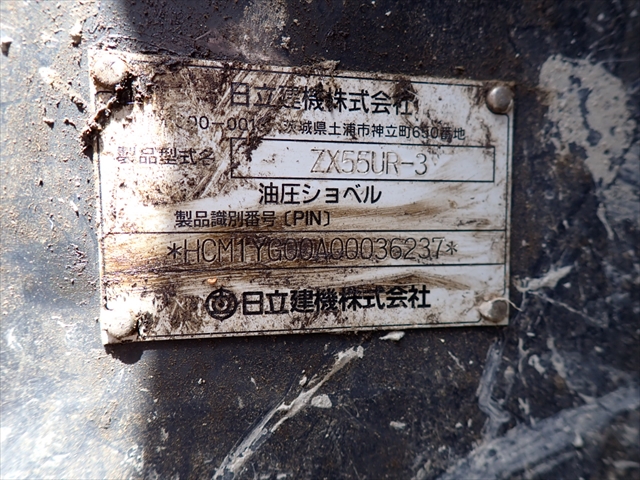 日立建機株式会社
茨城県土浦市神立町650番地
製品型式名 ZX55UR-3
油圧ショベル
製品識別番号〔PIN〕
*HCM1YG00A00036237*
日立建機株式会社